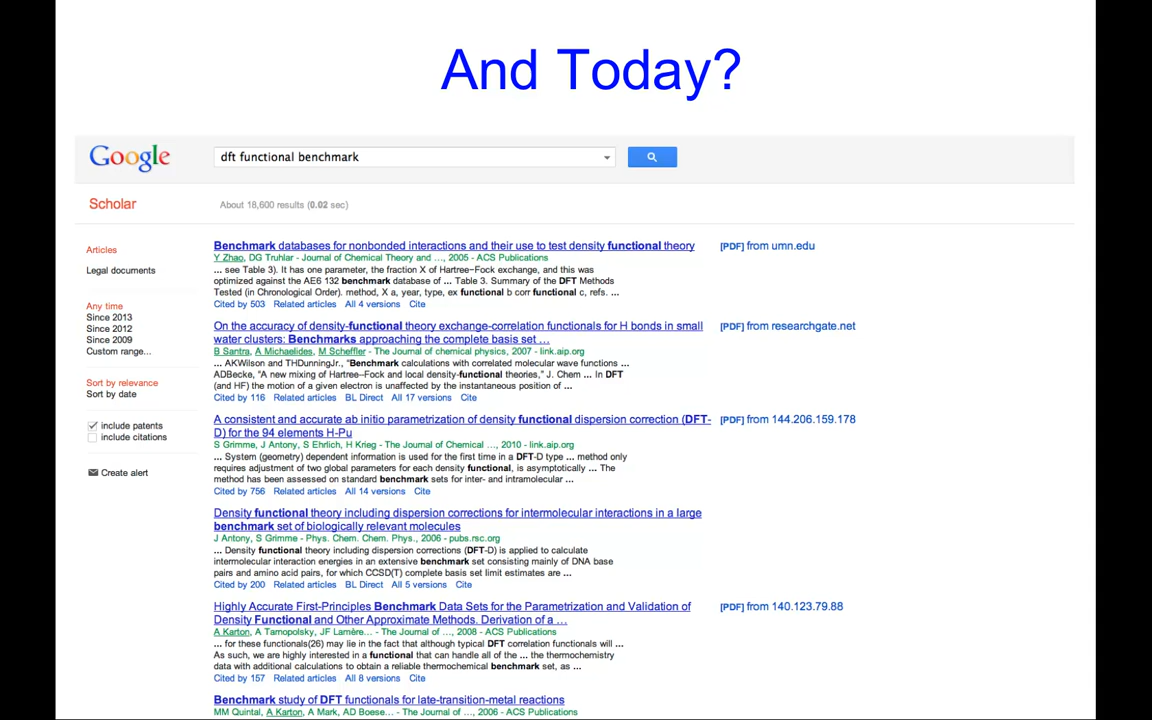 And Today?
Google
dft functional benchmark
Scholar
About 18,600 results (0.02 sec)
Articles
Legal documents
Any time
Since 2013
Since 2012
Since 2009
Custom range...
Sort by relevance
Sort by date
include patents
include citations
Create alert
Benchmark databases for nonbonded interactions and their use to test density functional theory
[PDF] from umn.edu
Y Zhao, DG Truhlar - Journal of Chemical Theory and ..., 2005 - ACS Publications
... see Table 3). It has one parameter, the fraction X of Hartree−Fock exchange, and this was
optimized against the AE6 132 benchmark database of ... Table 3. Summary of the DFT Methods
Tested (in Chronological Order). method, X a, year, type, ex functional b corr functional c, refs. ...
Cited by 503 Related articles All 4 versions Cite
On the accuracy of density-functional theory exchange-correlation functionals for H bonds in small
[PDF] from researchgate.net
water clusters: Benchmarks approaching the complete basis set ...
B Santra, A Michaelides, M Scheffler - The Journal of chemical physics, 2007 - link.aip.org
... AKWilson and THDunningJr., "Benchmark calculations with correlated molecular wave functions ...
ADBecke, "A new mixing of Hartree–Fock and local density-functional theories," J. Chem ... In DFT
(and HF) the motion of a given electron is unaffected by the instantaneous position of ...
Cited by 116 Related articles BL Direct All 17 versions Cite
A consistent and accurate ab initio parametrization of density functional dispersion correction (DFT-
[PDF] from 144.206.159.178
D) for the 94 elements H-Pu
S Grimme, J Antony, S Ehrlich, H Krieg - The Journal of Chemical ..., 2010 - link.aip.org
... System (geometry) dependent information is used for the first time in a DFT-D type ... method only
requires adjustment of two global parameters for each density functional, is asymptotically ... The
method has been assessed on standard benchmark sets for inter- and intramolecular ...
Cited by 756 Related articles All 14 versions Cite
Density functional theory including dispersion corrections for intermolecular interactions in a large
benchmark set of biologically relevant molecules
J Antony, S Grimme - Phys. Chem. Chem. Phys., 2006 - pubs.rsc.org
... Density functional theory including dispersion corrections (DFT-D) is applied to calculate
intermolecular interaction energies in an extensive benchmark set consisting mainly of DNA base
pairs and amino acid pairs, for which CCSD(T) complete basis set limit estimates are ...
Cited by 200 Related articles BL Direct All 5 versions Cite
Highly Accurate First-Principles Benchmark Data Sets for the Parametrization and Validation of
[PDF] from 140.123.79.88
Density Functional and Other Approximate Methods. Derivation of a ...
A Karton, A Tarnopolsky, JF Lamère... - The Journal of ..., 2008 - ACS Publications
... for these functionals(26) may lie in the fact that although typical DFT correlation functionals will ...
As such, we are highly interested in a functional that can handle all of the ... the thermochemistry
data with additional calculations to obtain a reliable thermochemical benchmark set, as ...
Cited by 157 Related articles All 8 versions Cite
Benchmark study of DFT functionals for late-transition-metal reactions
MM Quintal, A Karton, A Mark, AD Boese... - The Journal of ..., 2006 - ACS Publications